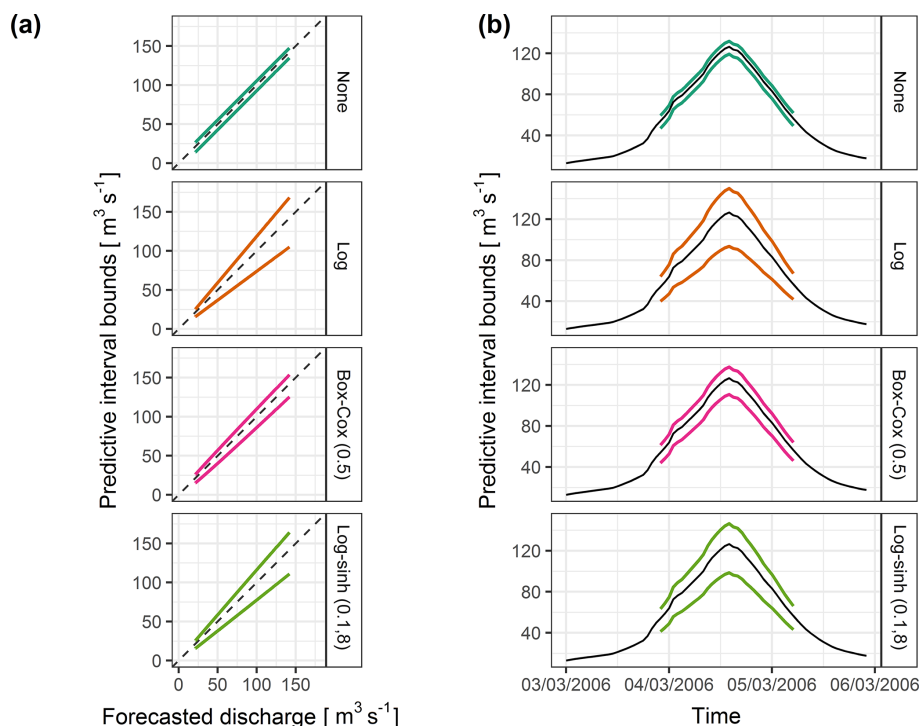 (a)
Predictive interval bounds [ m³ s⁻¹]
150
100
50
0
None
150
100
50
0
Log
150
100
50
0
Box-Cox (0.5)
150
100
50
0
Log-sinh (0.1,8)
0 50 100 150
Forecasted discharge [ m³ s⁻¹]
(b)
Predictive interval bounds [ m³ s⁻¹]
120
80
40
None
120
80
40
Log
120
80
40
Box-Cox (0.5)
120
80
40
Log-sinh (0.1,8)
03/03/2006 04/03/2006 05/03/2006 06/03/2006
Time